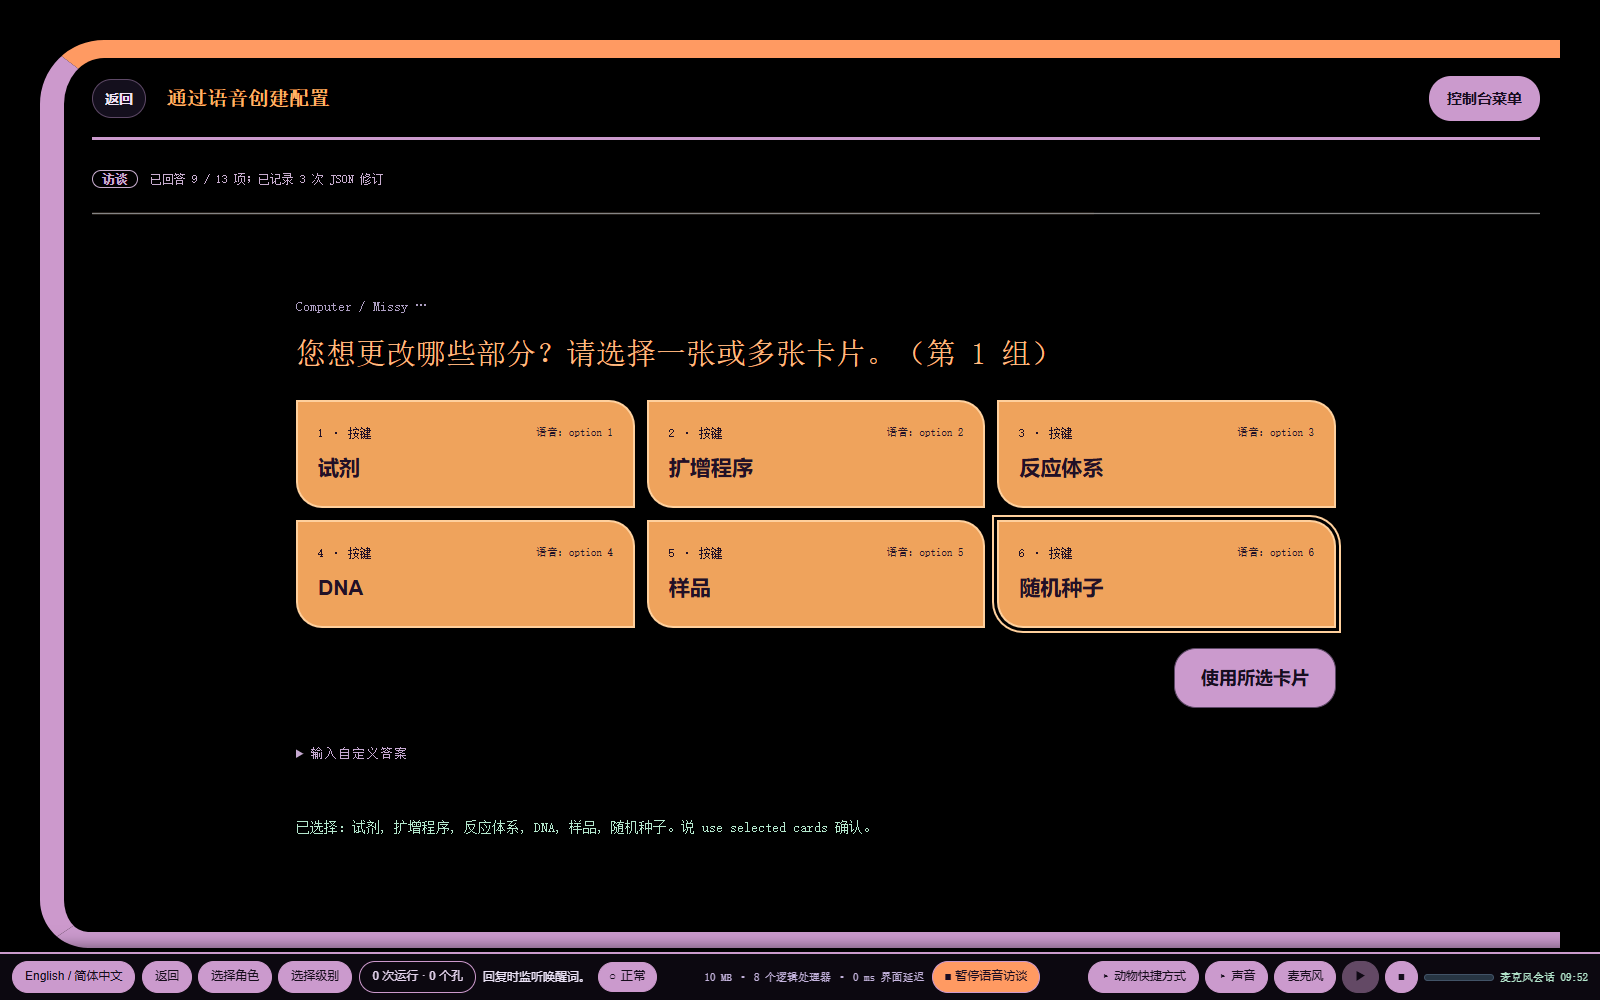 返回
通过语音创建配置
控制台菜单
访谈 已回答 9 / 13 项；已记录 3 次 JSON 修订
Computer / Missy …
您想更改哪些部分？请选择一张或多张卡片。（第 1 组）
1 · 按键 语音：option 1
试剂
2 · 按键 语音：option 2
扩增程序
3 · 按键 语音：option 3
反应体系
4 · 按键 语音：option 4
DNA
5 · 按键 语音：option 5
样品
6 · 按键 语音：option 6
随机种子
使用所选卡片
▶ 输入自定义答案
已选择：试剂, 扩增程序, 反应体系, DNA, 样品, 随机种子。说 use selected cards 确认。
English / 简体中文 返回 选择角色 选择级别 0 次运行 · 0 个孔 回复时监听唤醒词。 ○ 正常 10 MB · 8 个逻辑处理器 · 0 ms 界面延迟 ■ 暂停语音访谈 ▸ 动物快捷方式 ▸ 声音 麦克风 ▶ ■ 麦克风会话 09:52